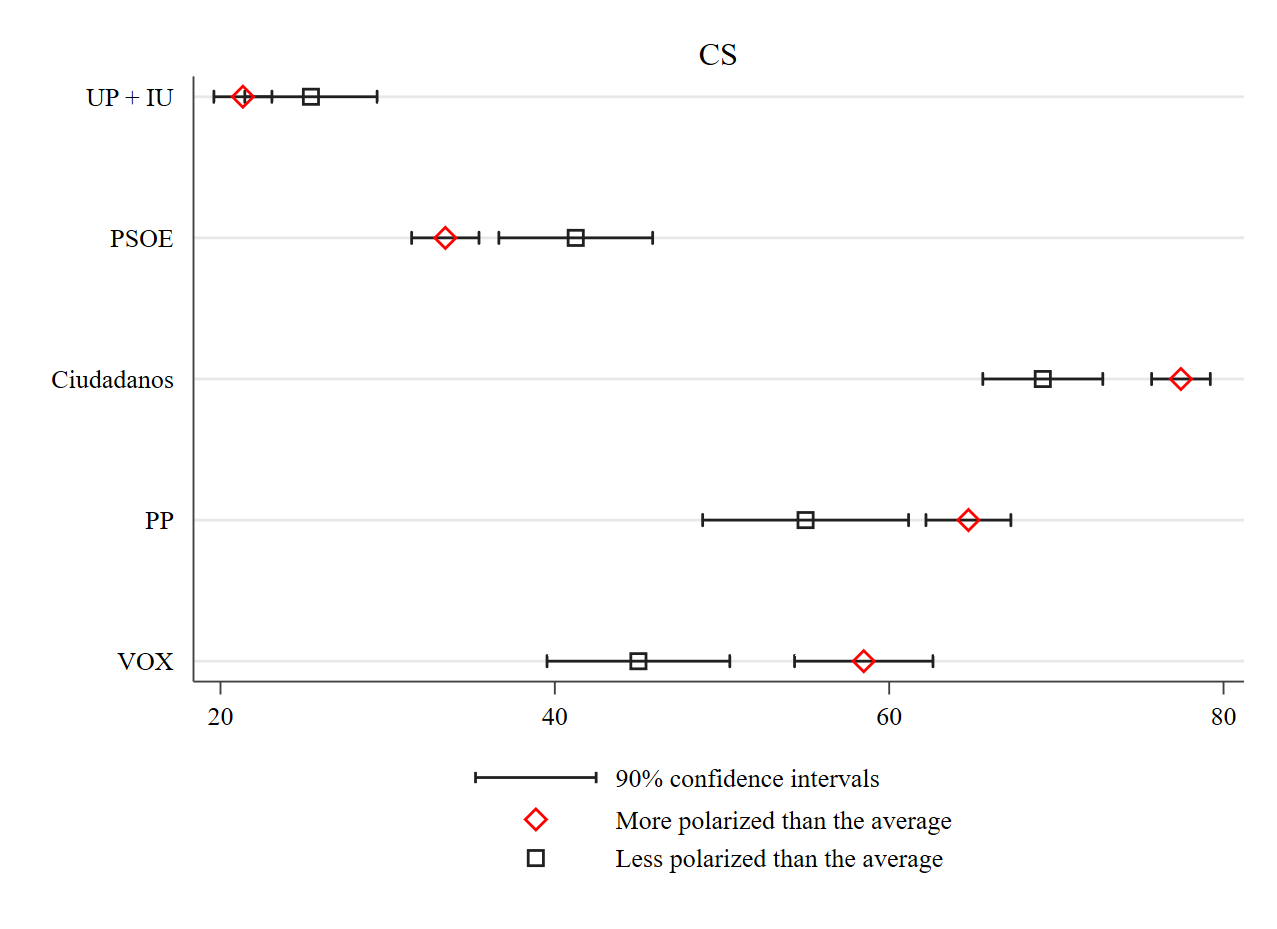 CS
UP + IU
PSOE
Ciudadanos
PP
VOX
20 40 60 80
90% confidence intervals
More polarized than the average
Less polarized than the average